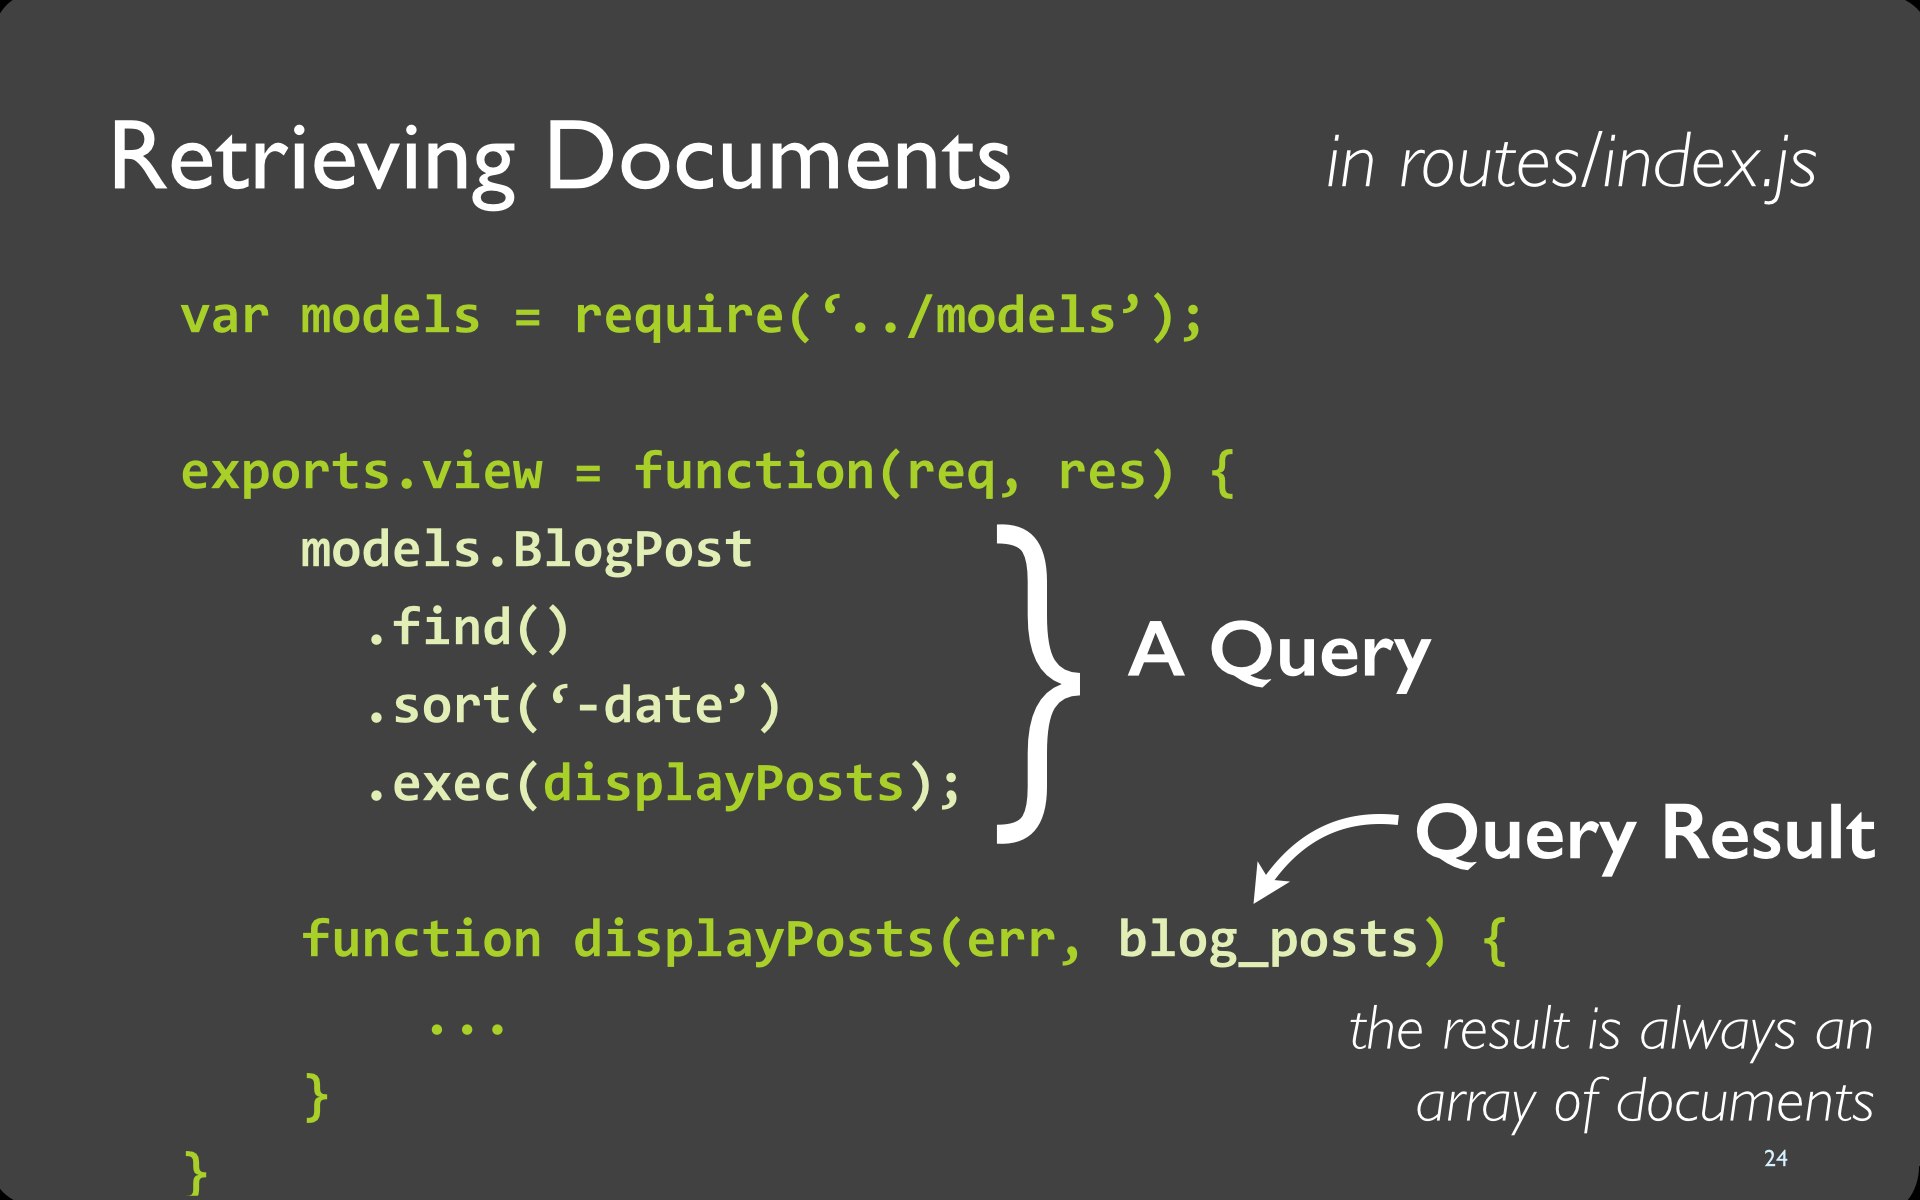 Retrieving Documents
in routes/index.js
var models = require(‘../models’);
exports.view = function(req, res) {
models.BlogPost
.find()
.sort(‘-date’)
.exec(displayPosts);
}
A Query
Query Result
function displayPosts(err, blog_posts) {
...
}
}
the result is always an
array of documents
24